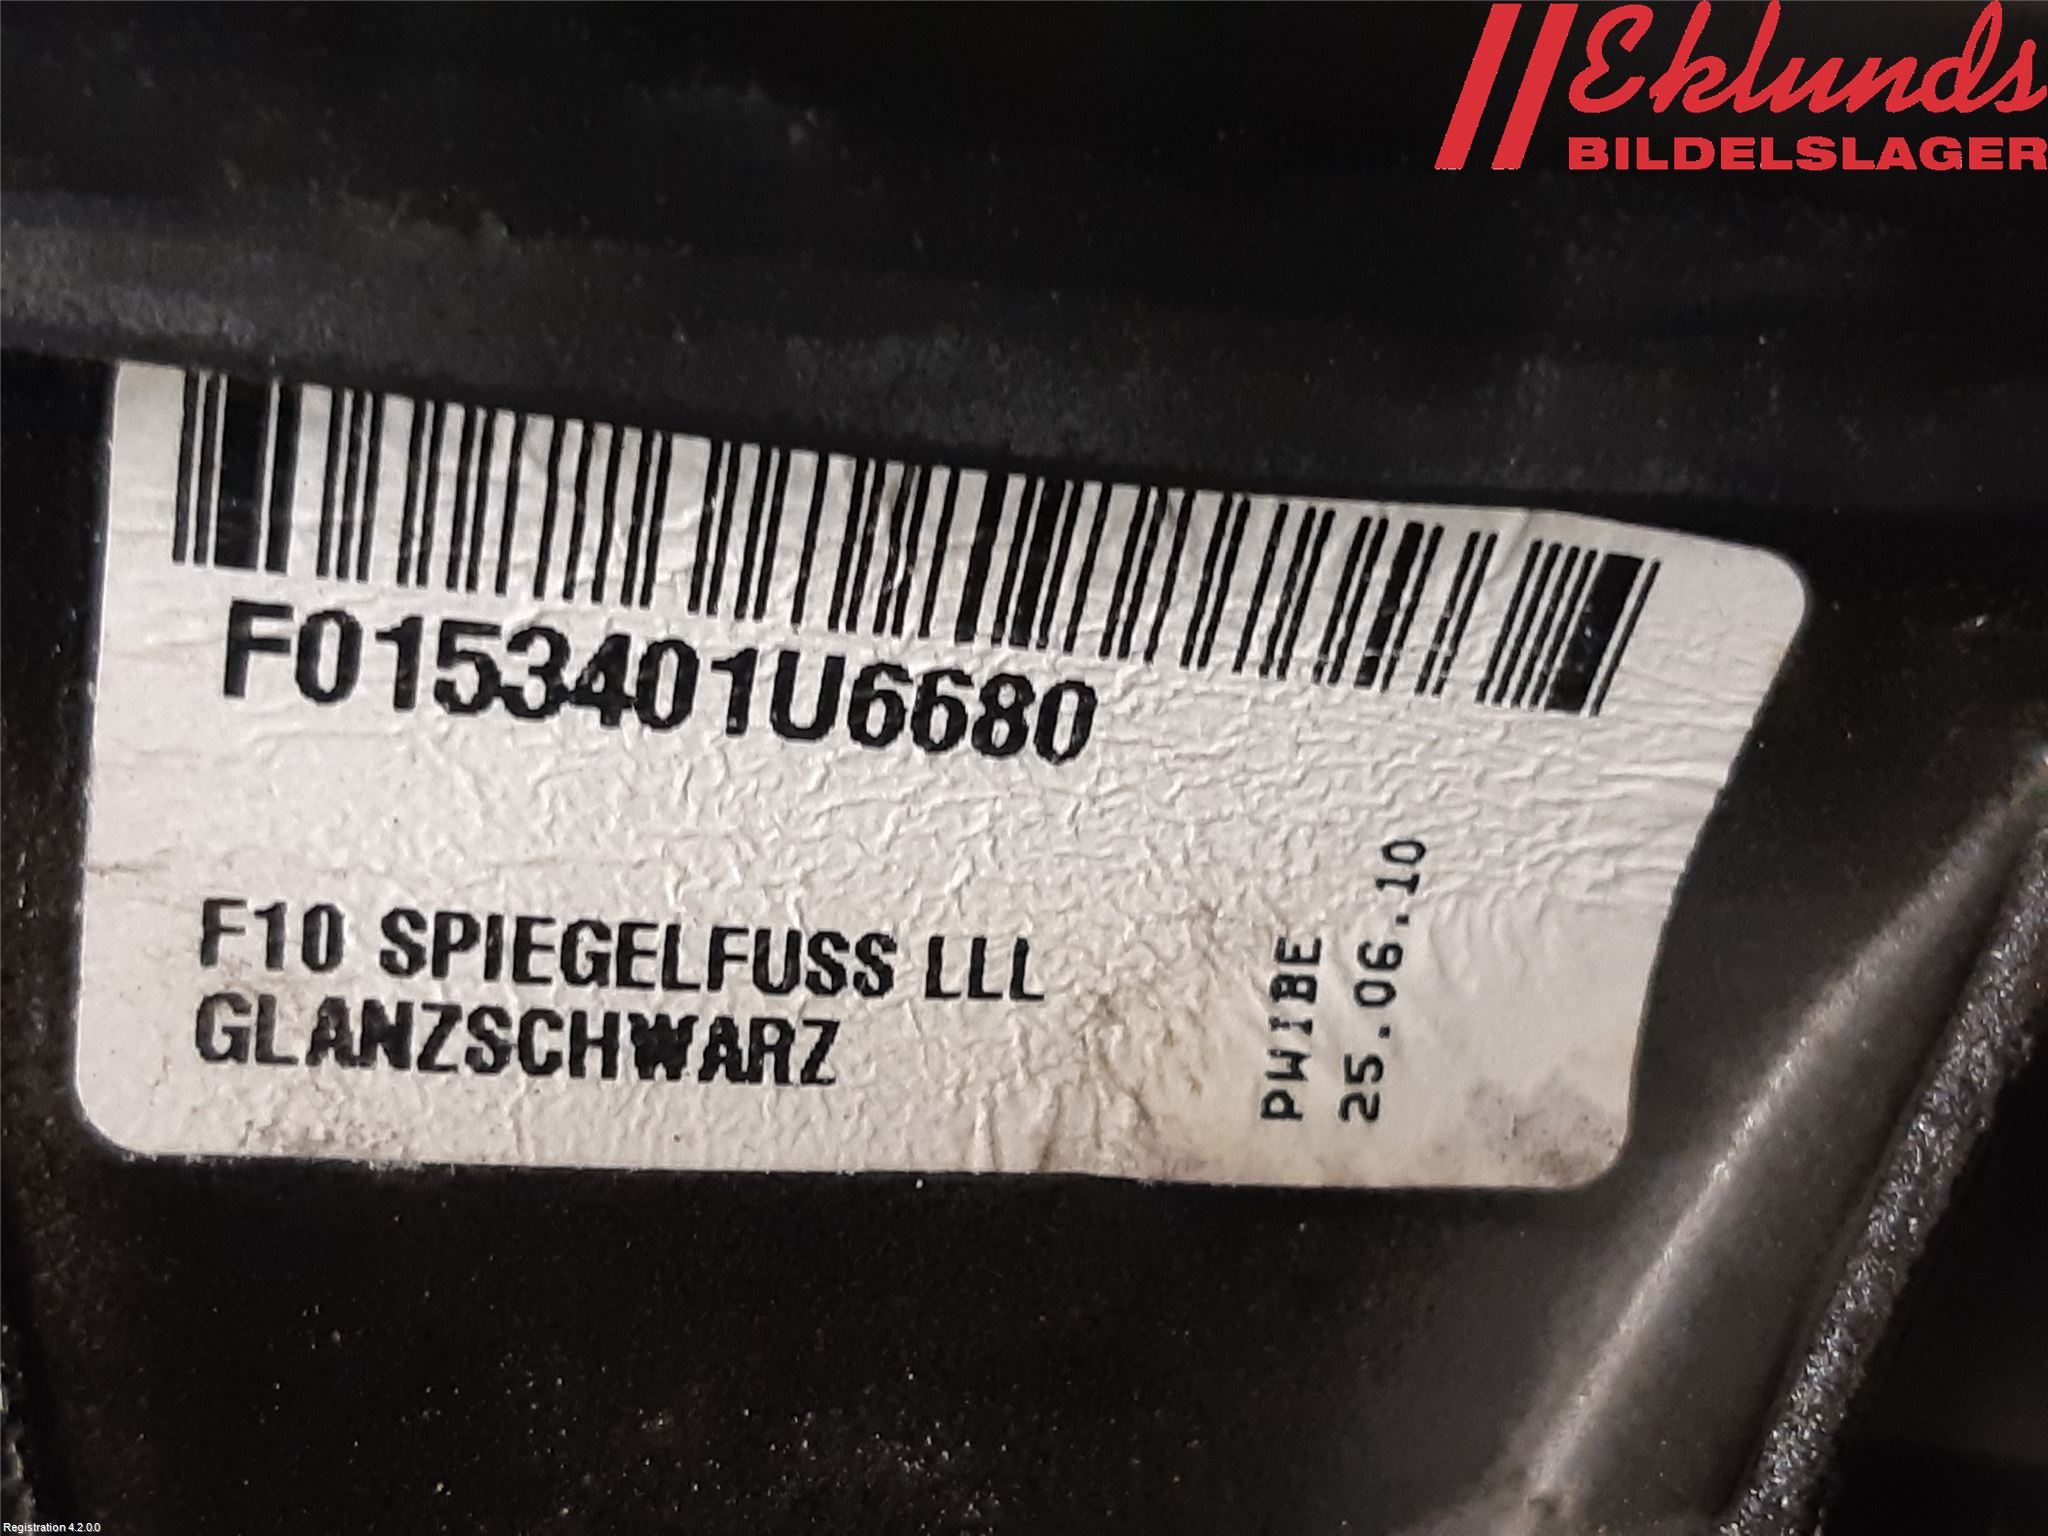 Eklunds
BILDELSLAGER
F0153401U6680
F10 SPIEGELFUSS LLL
GLANZSCHWARZ
PWIBE
25.06.10
Registration 4.2.0.0